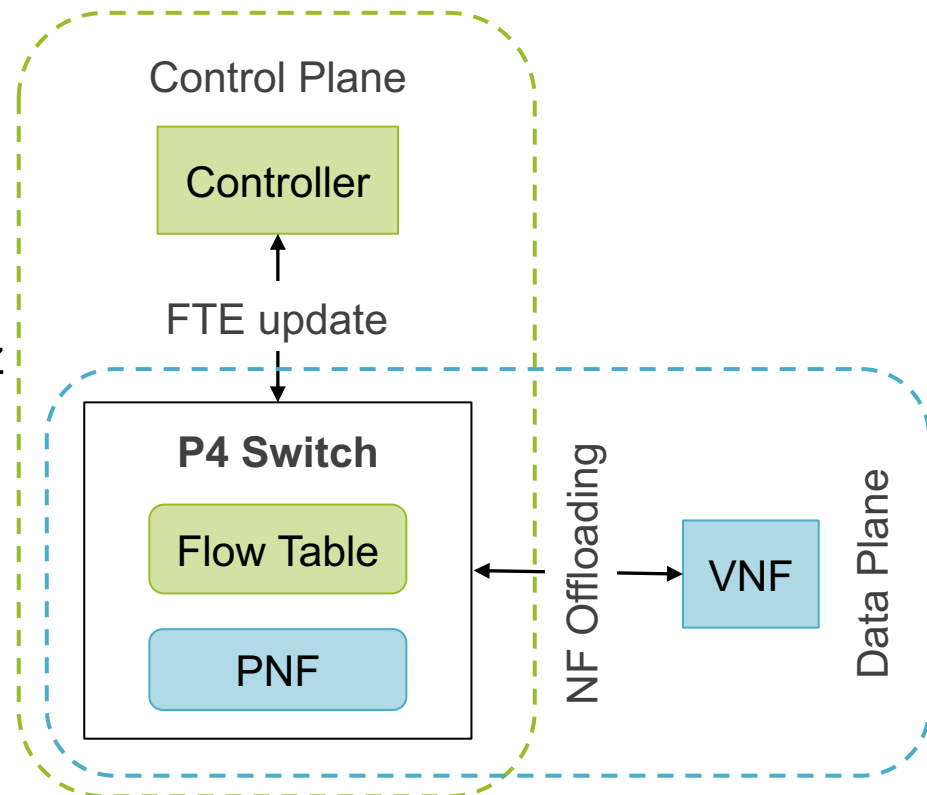 Control Plane
Controller
FTE update
z
P4 Switch
Flow Table
PNF
NF Offloading
VNF
Data Plane